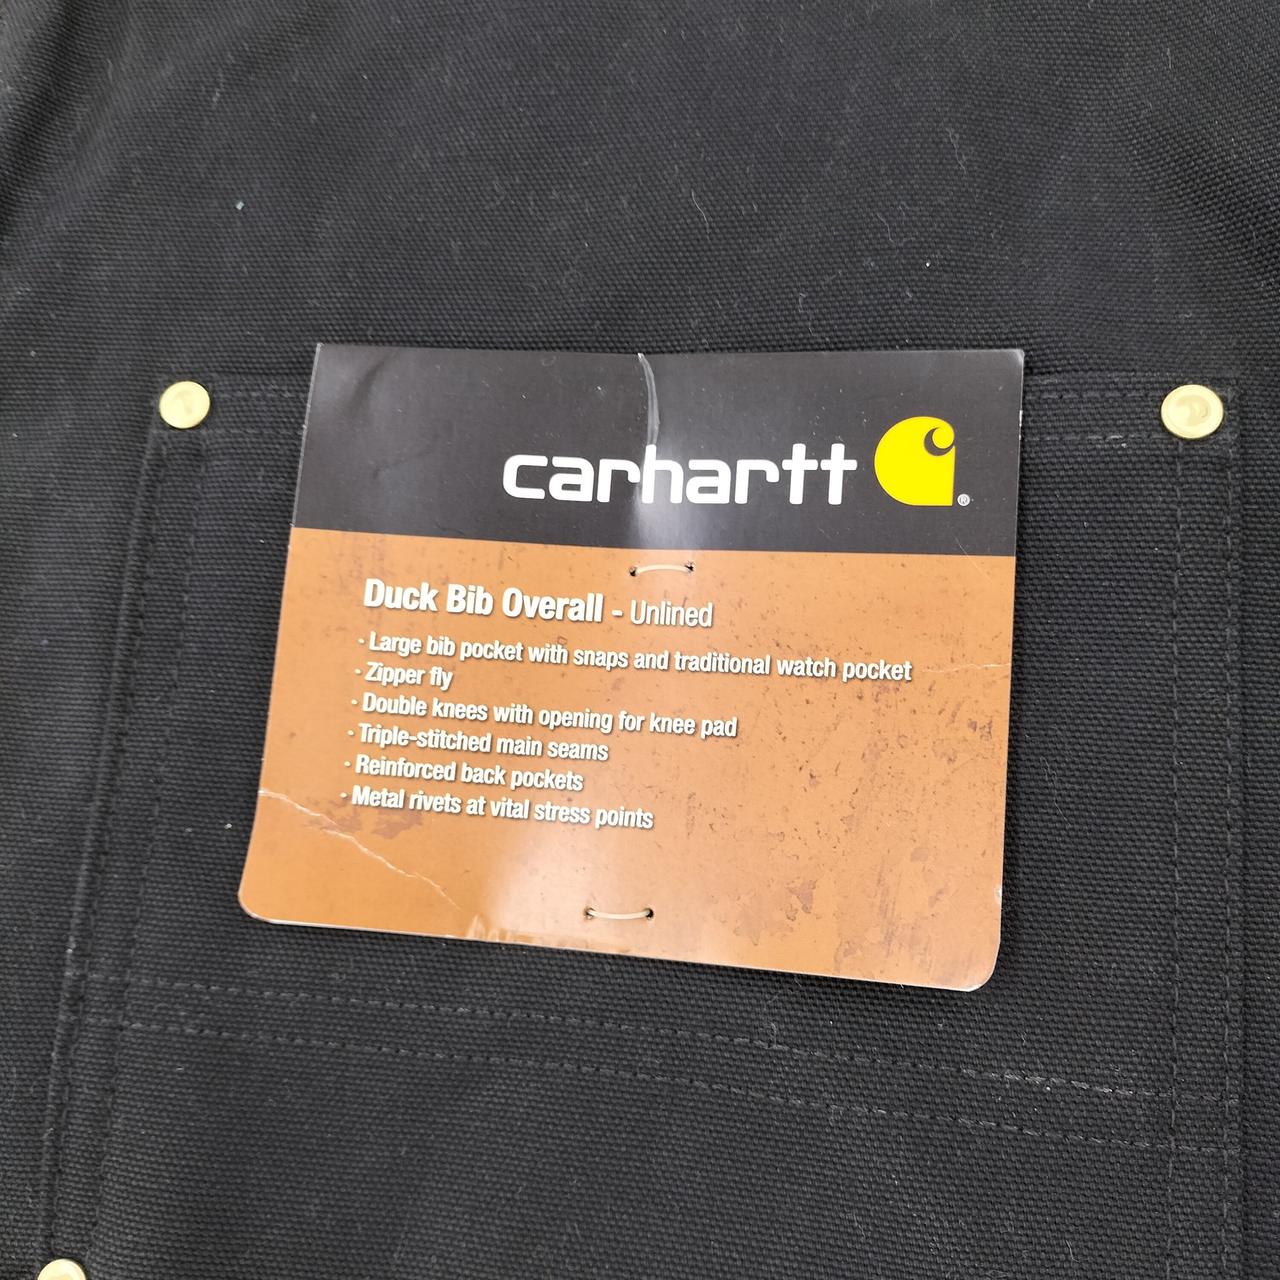 carhartt ®
Duck Bib Overall - Unlined
· Large bib pocket with snaps and traditional watch pocket
· Zipper fly
· Double knees with opening for knee pad
· Triple-stitched main seams
· Reinforced back pockets
· Metal rivets at vital stress points